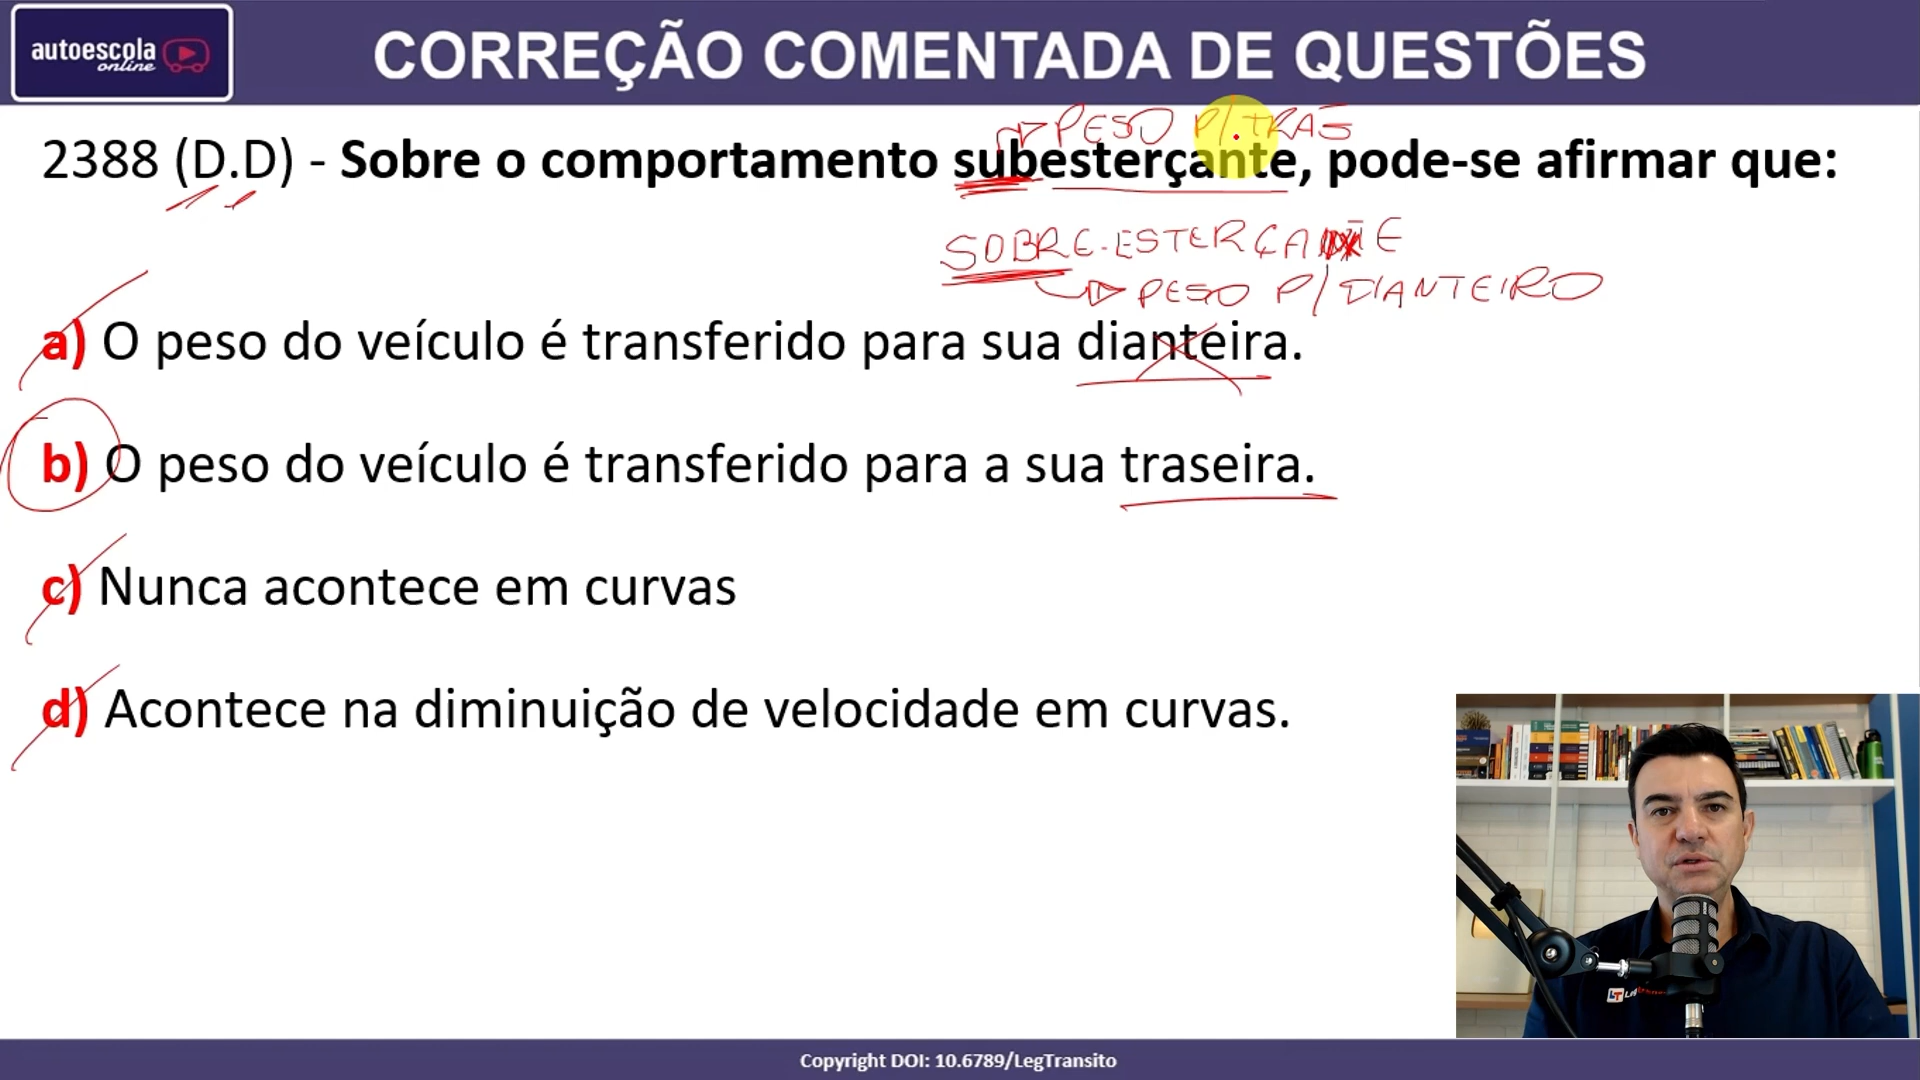 autoescola
online
CORREÇÃO COMENTADA DE QUESTÕES
PESO P/ TRAS
2388 (D.D) - Sobre o comportamento subesterçante, pode-se afirmar que:
SOBRE-ESTERÇANTE
PESO P/ DIANTEIRO
a) O peso do veículo é transferido para sua dianteira.
b) O peso do veículo é transferido para a sua traseira.
c) Nunca acontece em curvas
d) Acontece na diminuição de velocidade em curvas.
LT
Copyright DOI: 10.6789/LegTransito